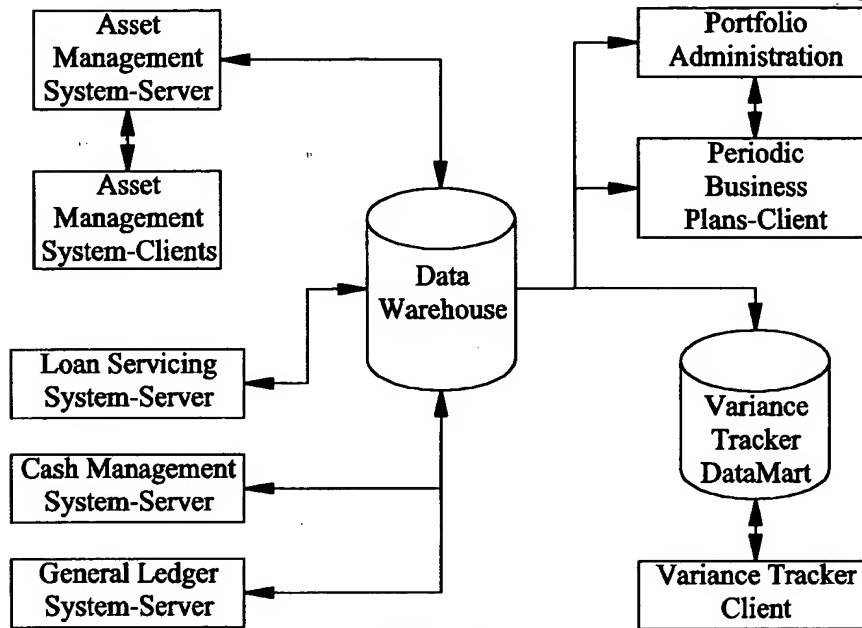 Asset
Management
System-Server
Asset
Management
System-Clients
Loan Servicing
System-Server
Cash Management
System-Server
General Ledger
System-Server
Data
Warehouse
Portfolio
Administration
Periodic
Business
Plans-Client
Variance
Tracker
DataMart
Variance Tracker
Client